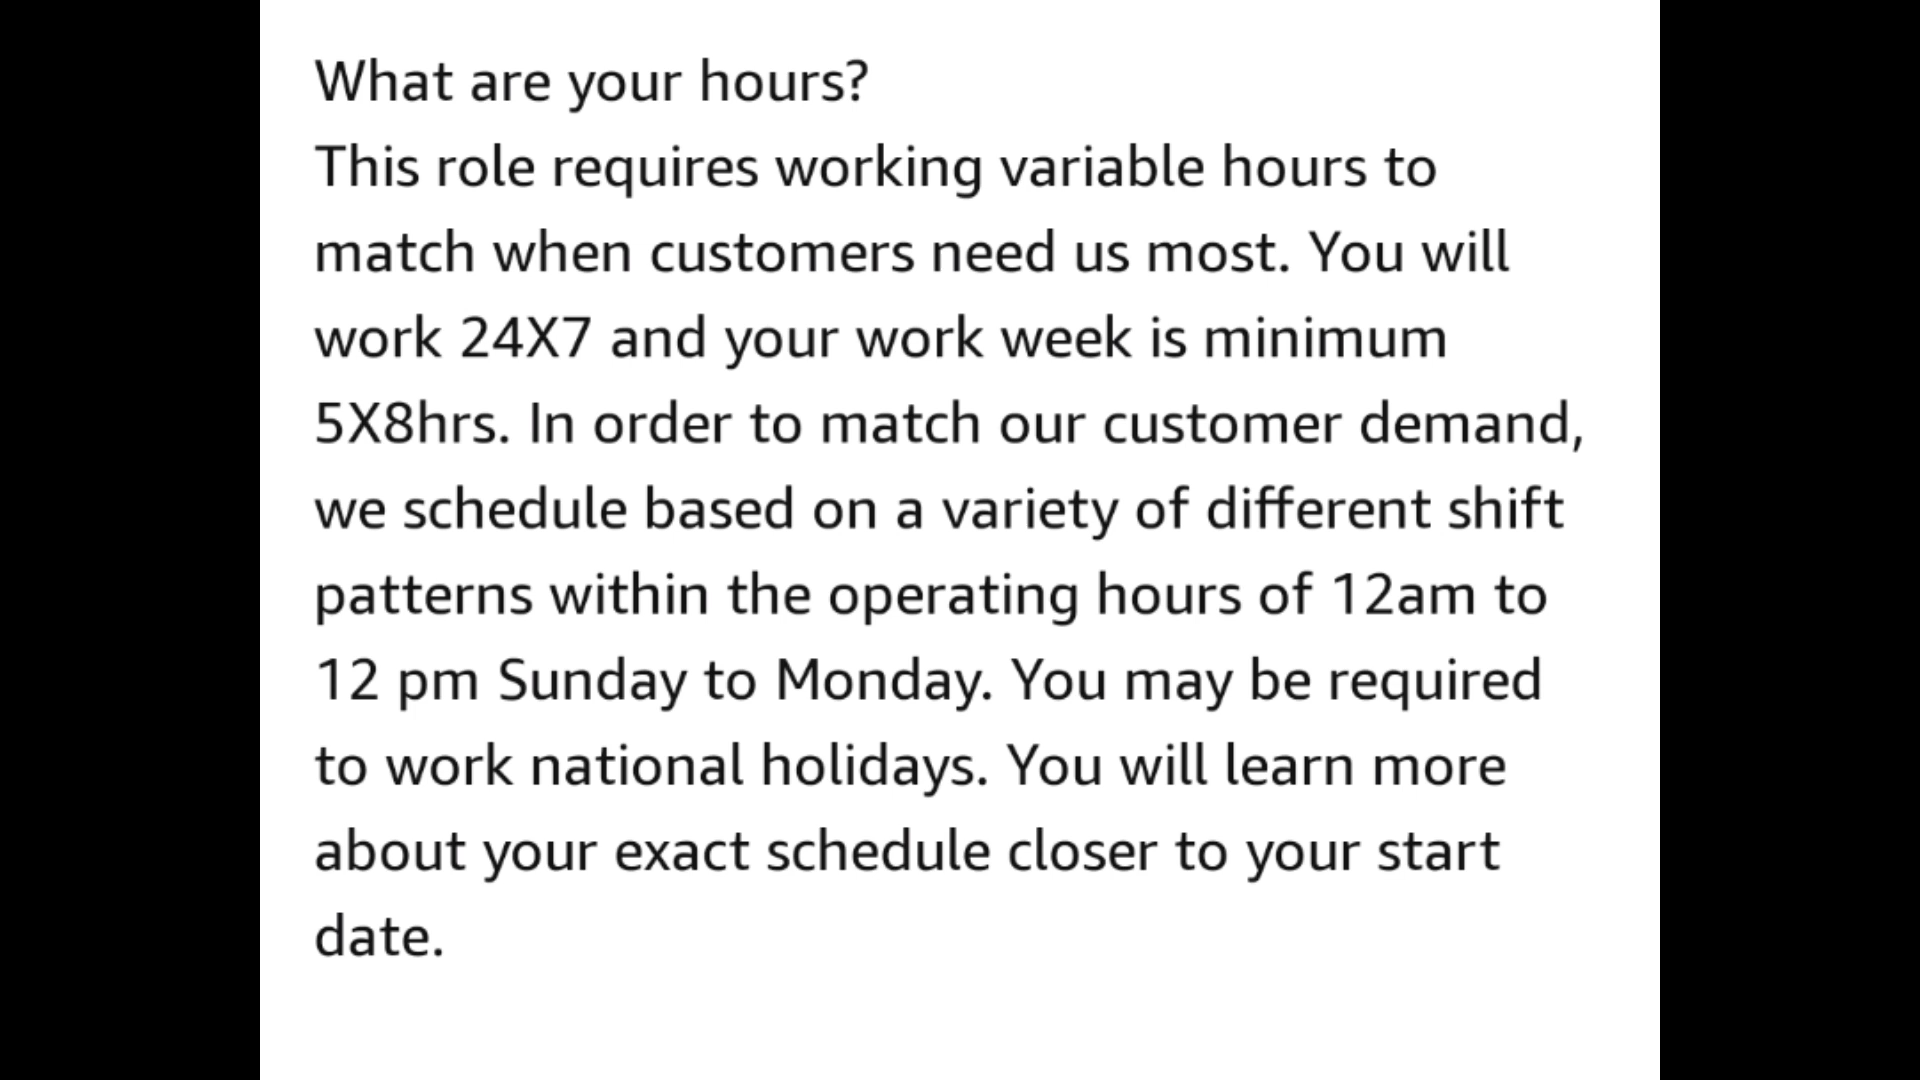 What are your hours?
This role requires working variable hours to
match when customers need us most. You will
work 24X7 and your work week is minimum
5X8hrs. In order to match our customer demand,
we schedule based on a variety of different shift
patterns within the operating hours of 12am to
12 pm Sunday to Monday. You may be required
to work national holidays. You will learn more
about your exact schedule closer to your start
date.